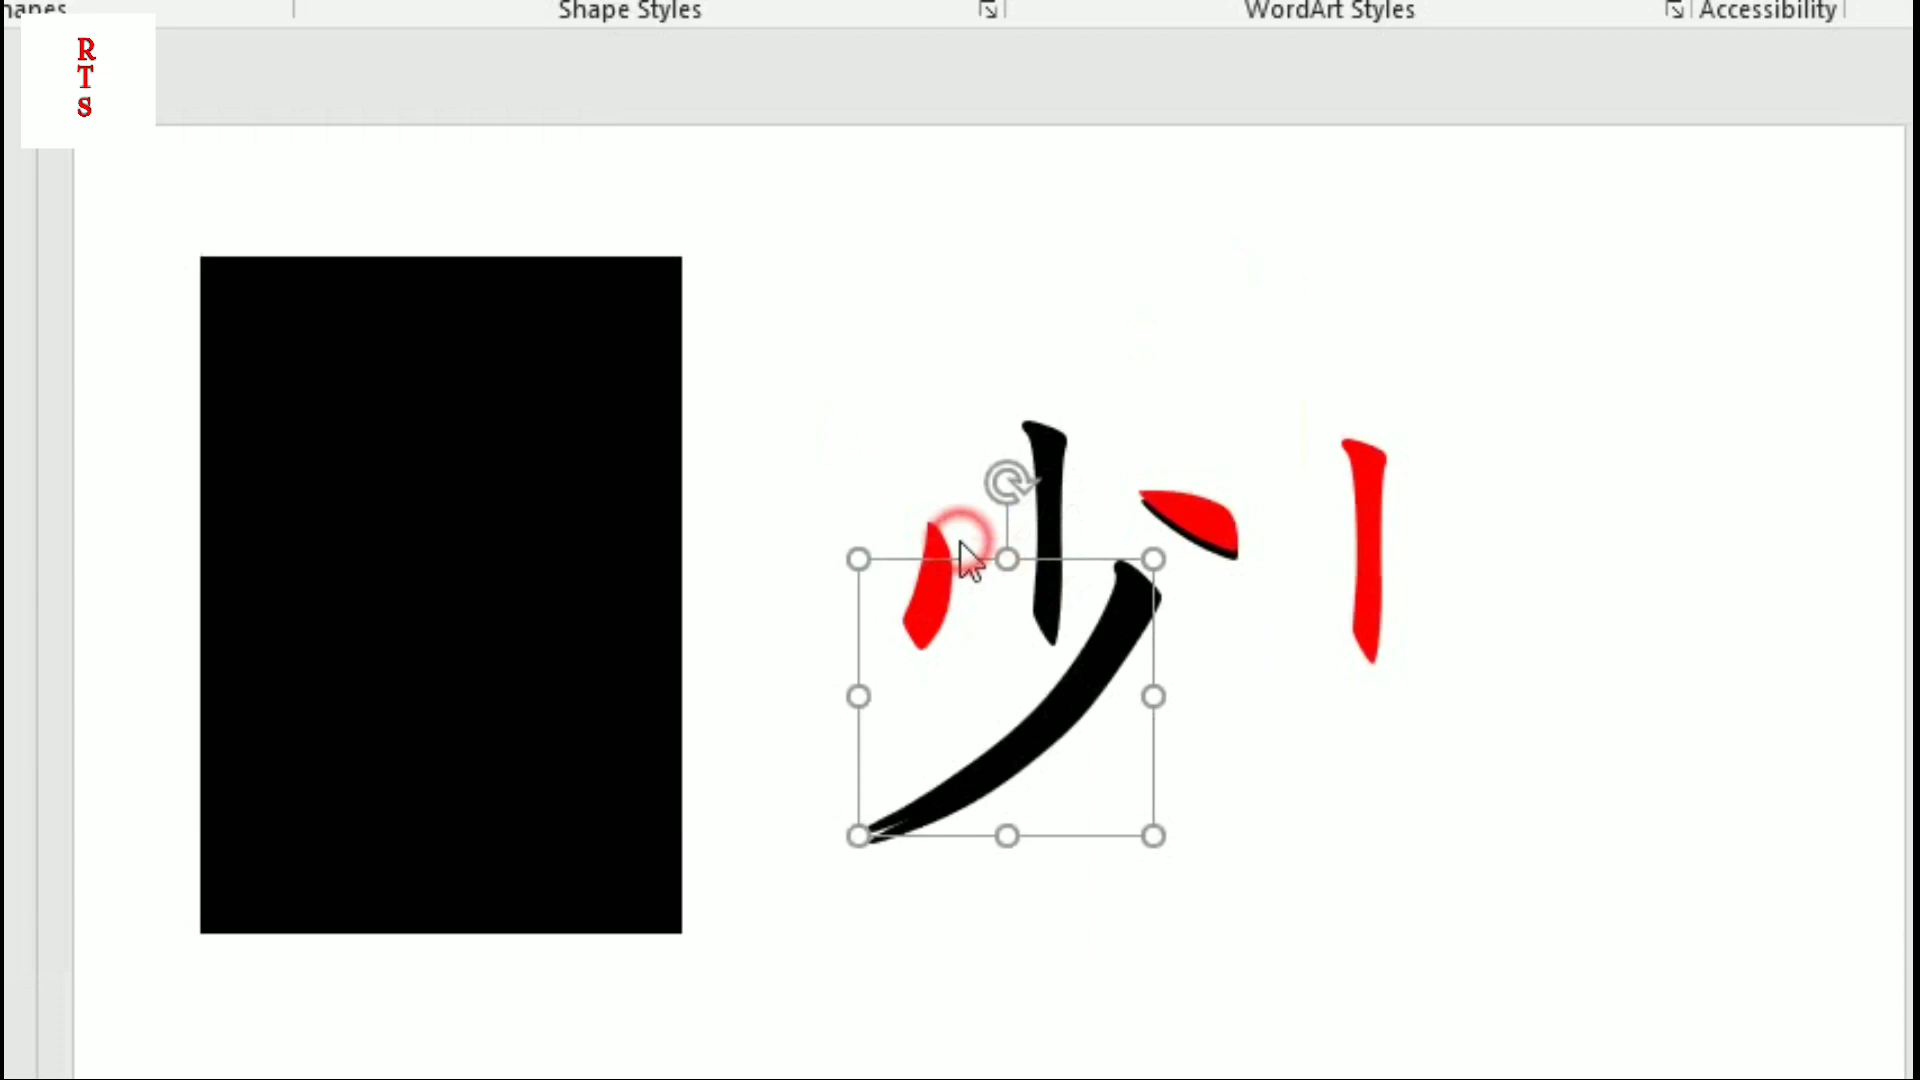 hapes
Shape Styles
WordArt Styles
Accessibility
R
T
S
少